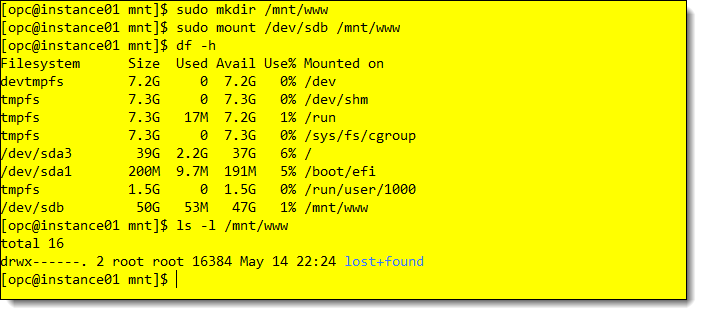 [opc@instance01 mnt]$ sudo mkdir /mnt/www
[opc@instance01 mnt]$ sudo mount /dev/sdb /mnt/www
[opc@instance01 mnt]$ df -h
Filesystem      Size  Used Avail Use% Mounted on
devtmpfs        7.2G     0  7.2G   0% /dev
tmpfs           7.3G     0  7.3G   0% /dev/shm
tmpfs           7.3G   17M  7.2G   1% /run
tmpfs           7.3G     0  7.3G   0% /sys/fs/cgroup
/dev/sda3        39G  2.2G   37G   6% /
/dev/sda1       200M  9.7M  191M   5% /boot/efi
tmpfs           1.5G     0  1.5G   0% /run/user/1000
/dev/sdb         50G   53M   47G   1% /mnt/www
[opc@instance01 mnt]$ ls -l /mnt/www
total 16
drwx------. 2 root root 16384 May 14 22:24 lost+found
[opc@instance01 mnt]$